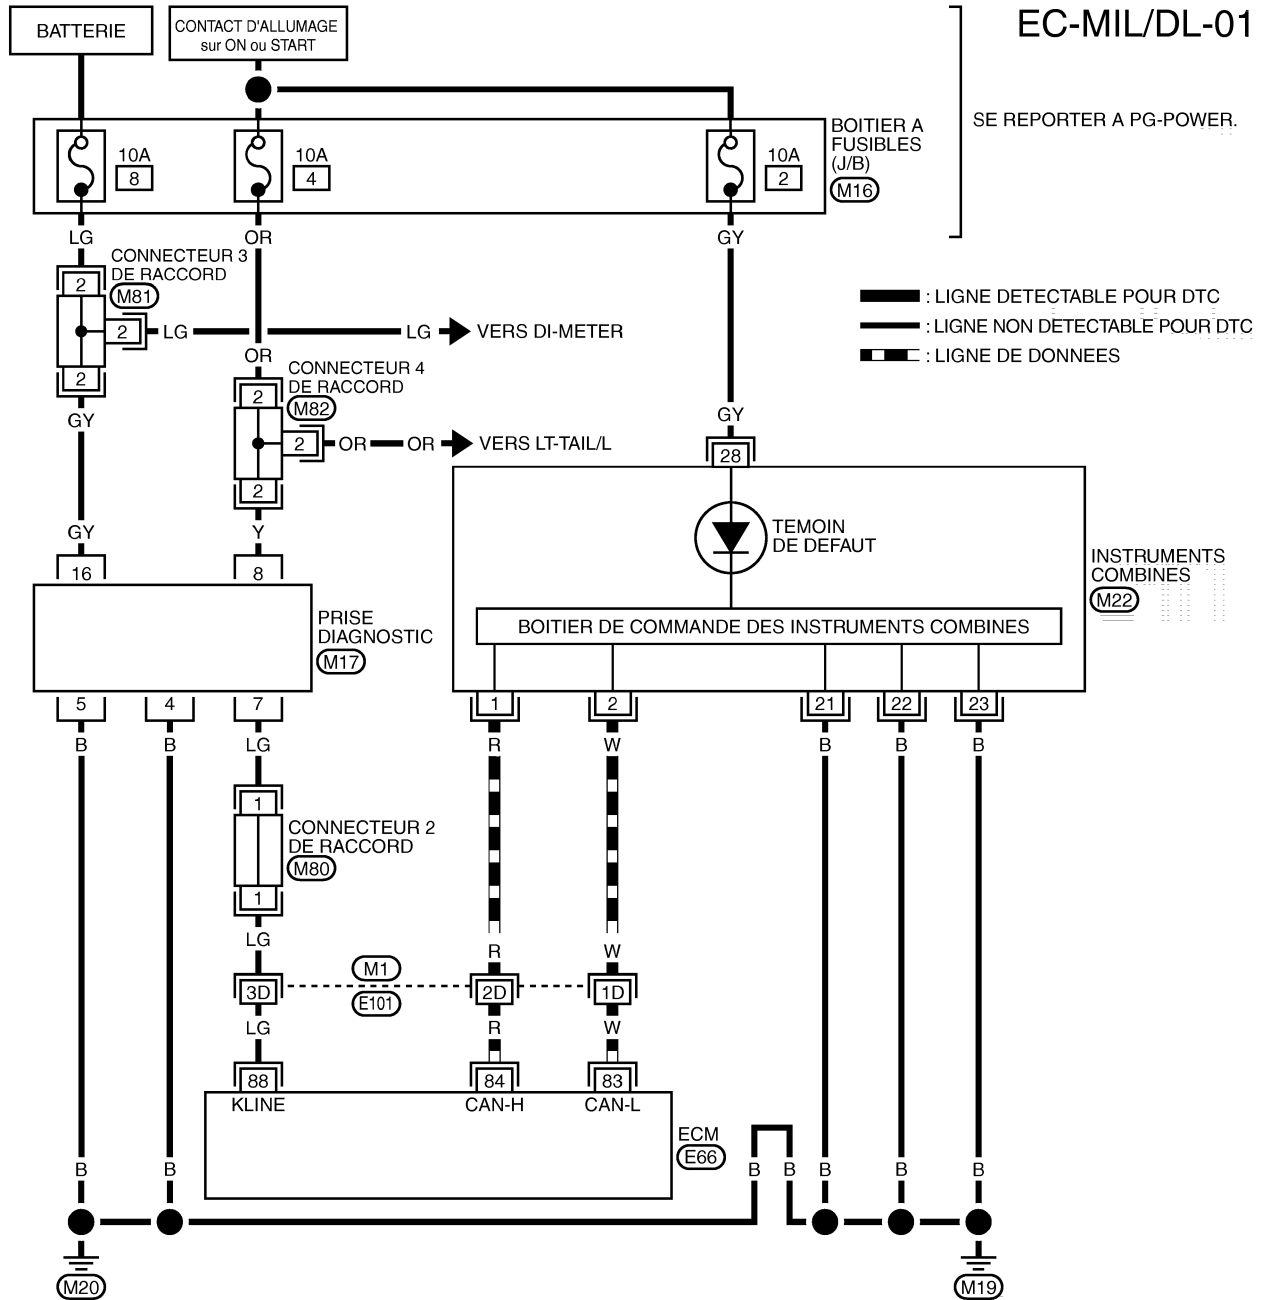 EC-MIL/DL-01
BATTERIE
CONTACT D'ALLUMAGE
sur ON ou START
SE REPORTER A PG-POWER.
10A
8
10A
4
10A
2
BOITIER A
FUSIBLES
(J/B)
M16
LG
OR
GY
CONNECTEUR 3
DE RACCORD
M81
2
2
LG
LG
VERS DI-METER
2
GY
OR
CONNECTEUR 4
DE RACCORD
M82
2
2
OR
OR
VERS LT-TAIL/L
2
: LIGNE DETECTABLE POUR DTC
: LIGNE NON DETECTABLE POUR DTC
: LIGNE DE DONNEES
GY
28
GY
Y
16
8
PRISE
DIAGNOSTIC
M17
TEMOIN
DE DEFAUT
INSTRUMENTS
COMBINES
M22
BOITIER DE COMMANDE DES INSTRUMENTS COMBINES
5
4
7
1
2
21
22
23
B
B
LG
R
W
B
B
B
1
CONNECTEUR 2
DE RACCORD
M80
1
LG
R
W
M1
3D
2D
1D
E101
LG
R
W
88
84
83
KLINE
CAN-H
CAN-L
ECM
E66
B
B
B
B
B
B
B
M20
M19